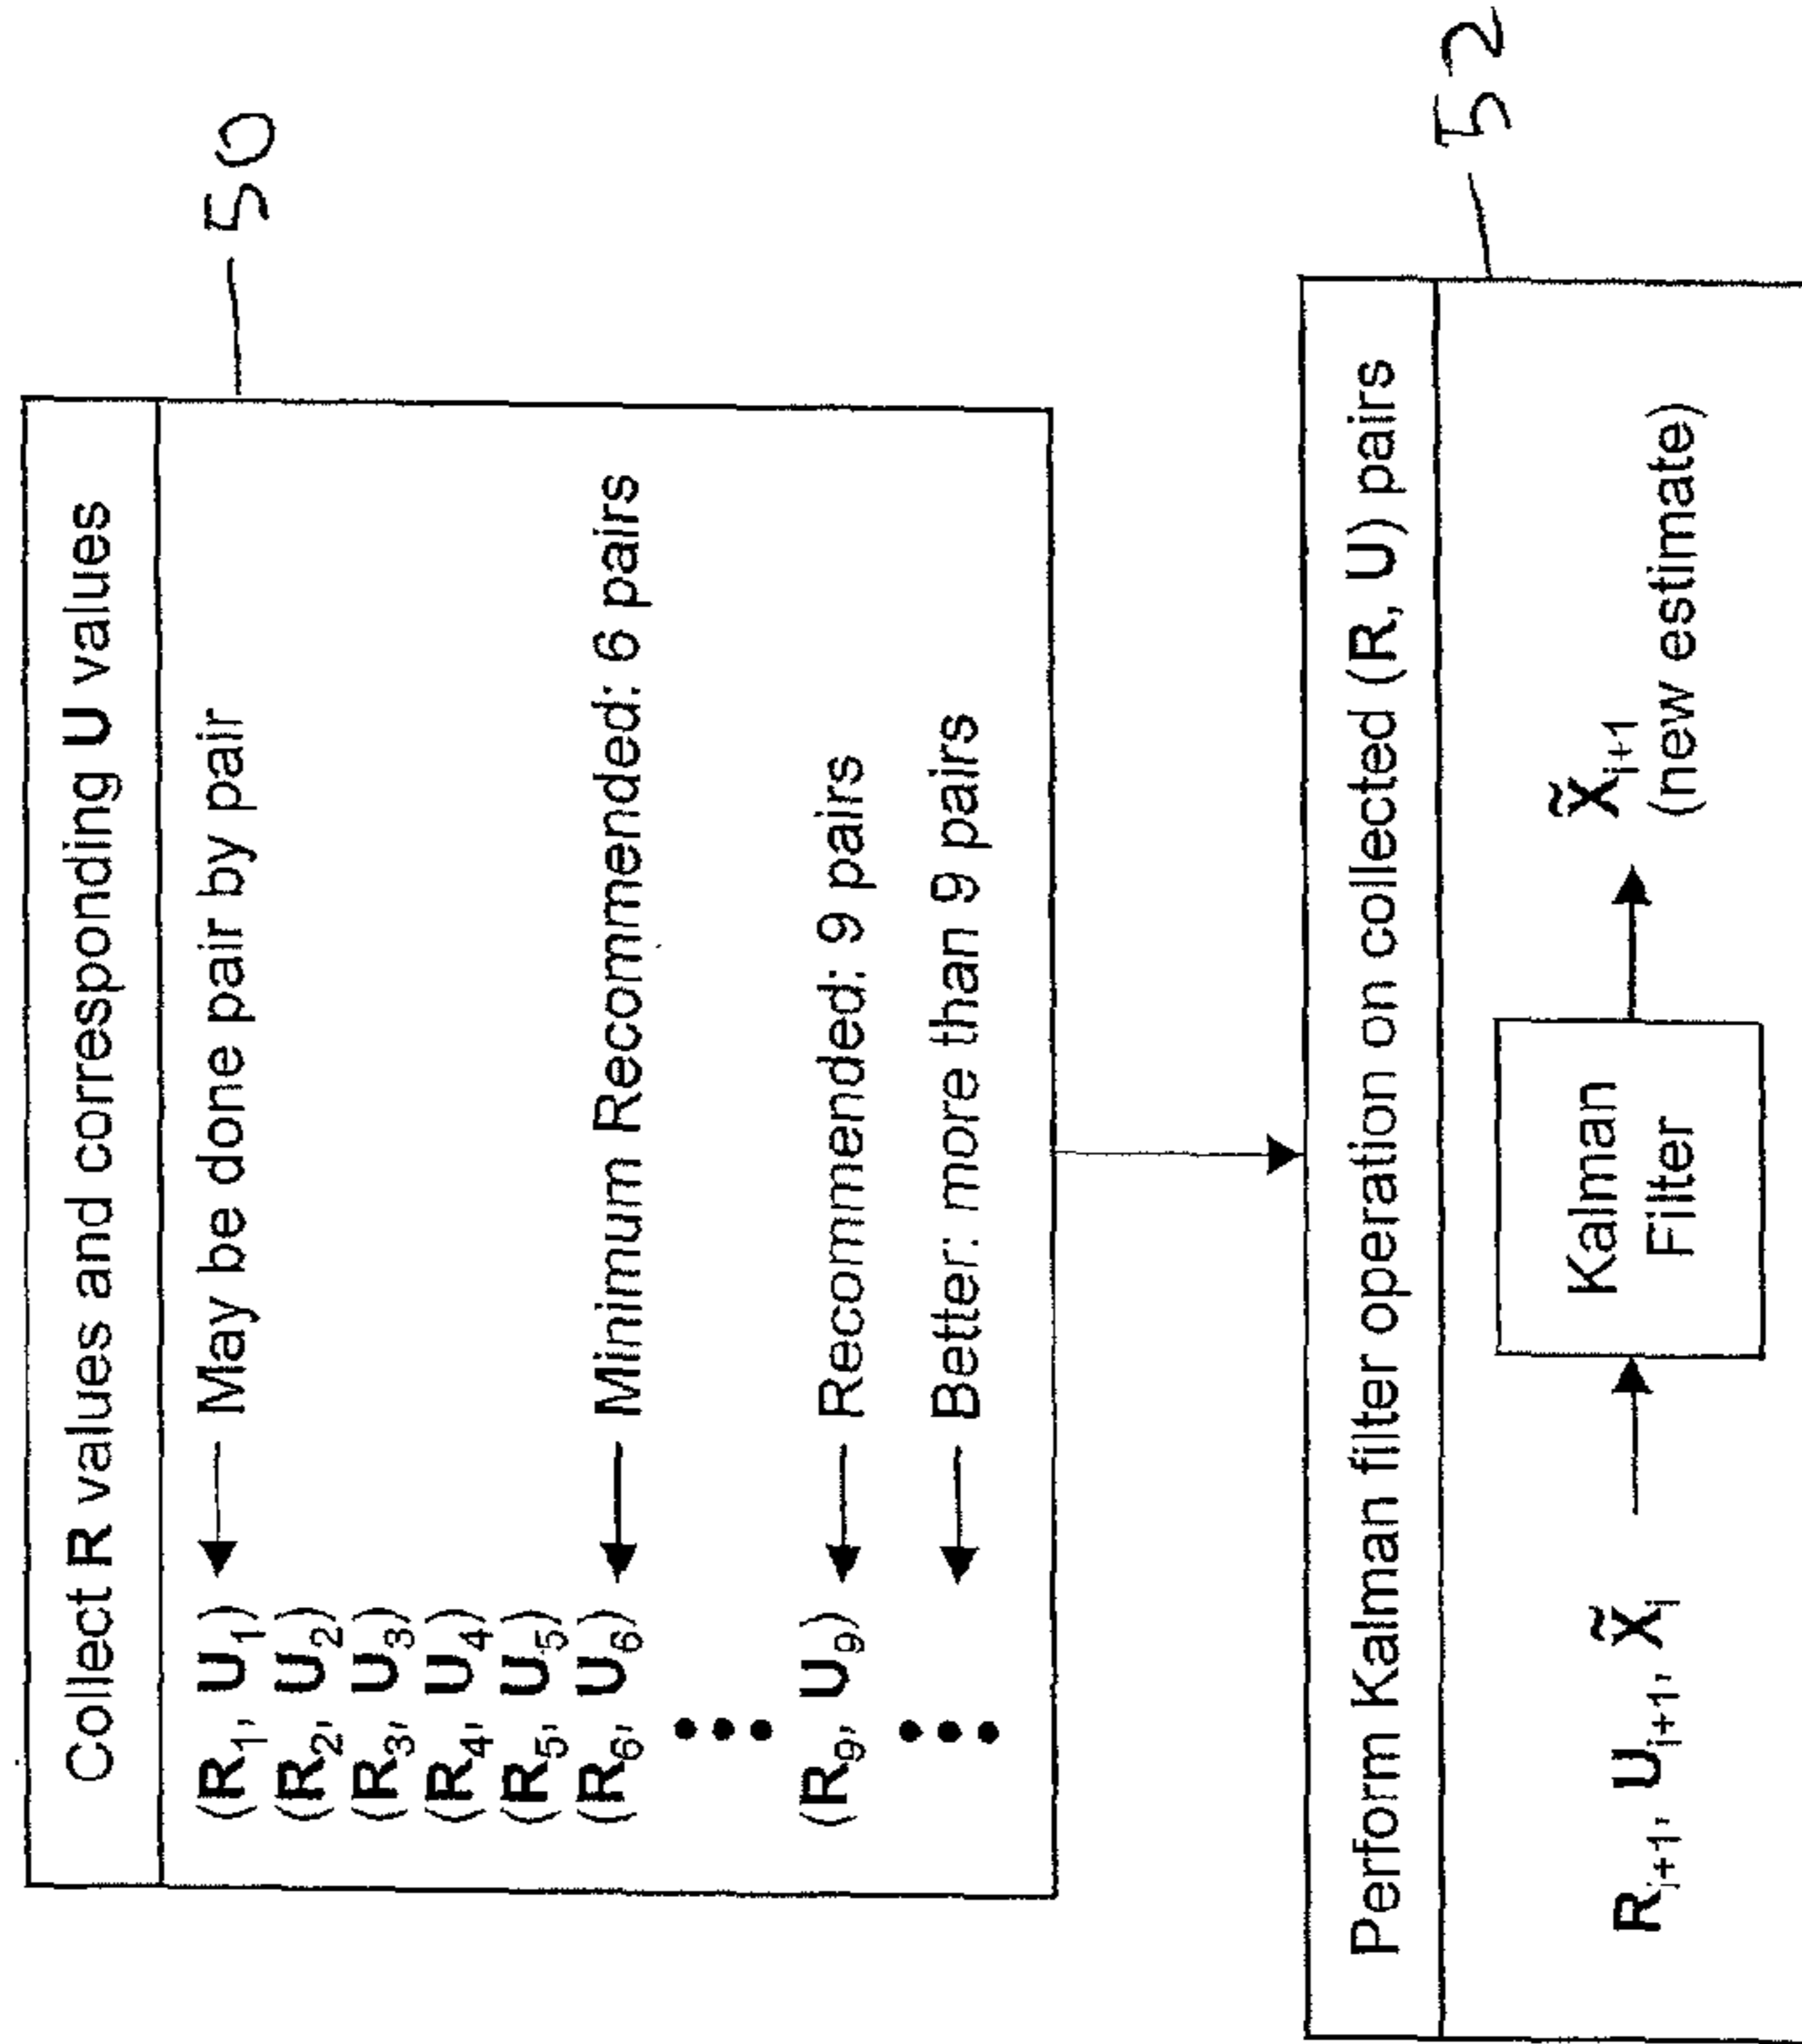 Collect R values and corresponding U values
(R₁, U₁) May be done pair by pair
(R₂, U₂)
(R₃, U₃)
(R₄, U₄)
(R₅, U₅)
(R₆, U₆) Minimum Recommended: 6 pairs
•••
(R₉, U₉) Recommended: 9 pairs
••• Better: more than 9 pairs
50
Perform Kalman filter operation on collected (R, U) pairs
Rᵢ₊₁, Uᵢ₊₁, X̃ᵢ
Kalman
Filter
X̃ᵢ₊₁
(new estimate)
52